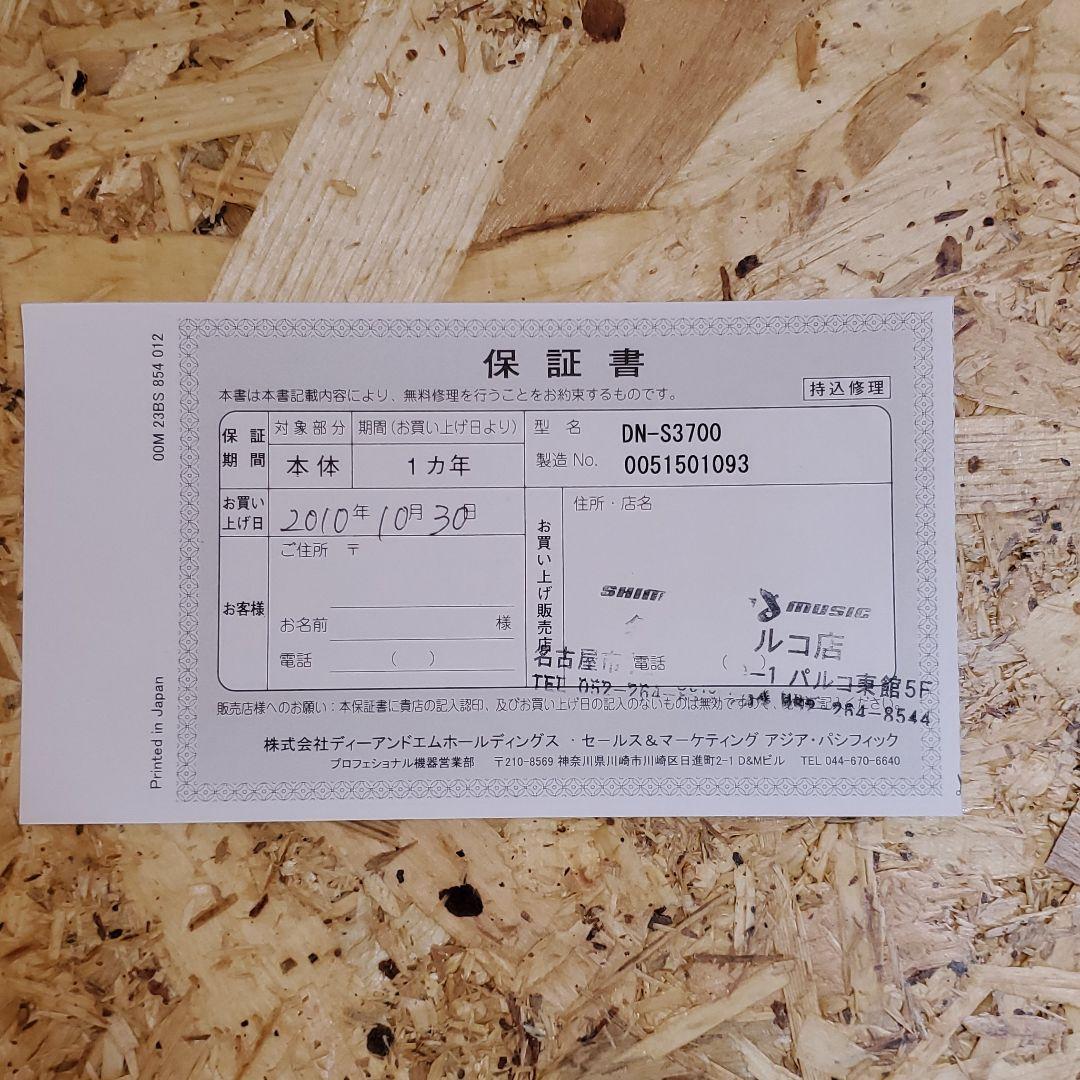 保証書
本書は本書記載内容により、無料修理を行うことをお約束するものです。
持込修理
保証期間
対象部分
期間(お買い上げ日より)
本体
1カ年
型名 DN-S3700
製造No. 0051501093
お買い上げ日
2010年10月30日
お客様
ご住所 〒
お名前 様
電話 ( )
お買い上げ販売店
住所・店名
music
ルコ店
名古屋市
電話 ( )
-1 パルコ東館5F
TEL 052-264-
264-8544
販売店様へのお願い:本保証書に貴店の記入認印、及びお買い上げ日の記入のないものは無効ですので、
株式会社ディーアンドエムホールディングス ・セールス&マーケティング アジア・パシフィック
プロフェショナル機器営業部 〒210-8569 神奈川県川崎市川崎区日進町2-1 D&Mビル TEL 044-670-6640
00M 23BS 854 012
Printed in Japan